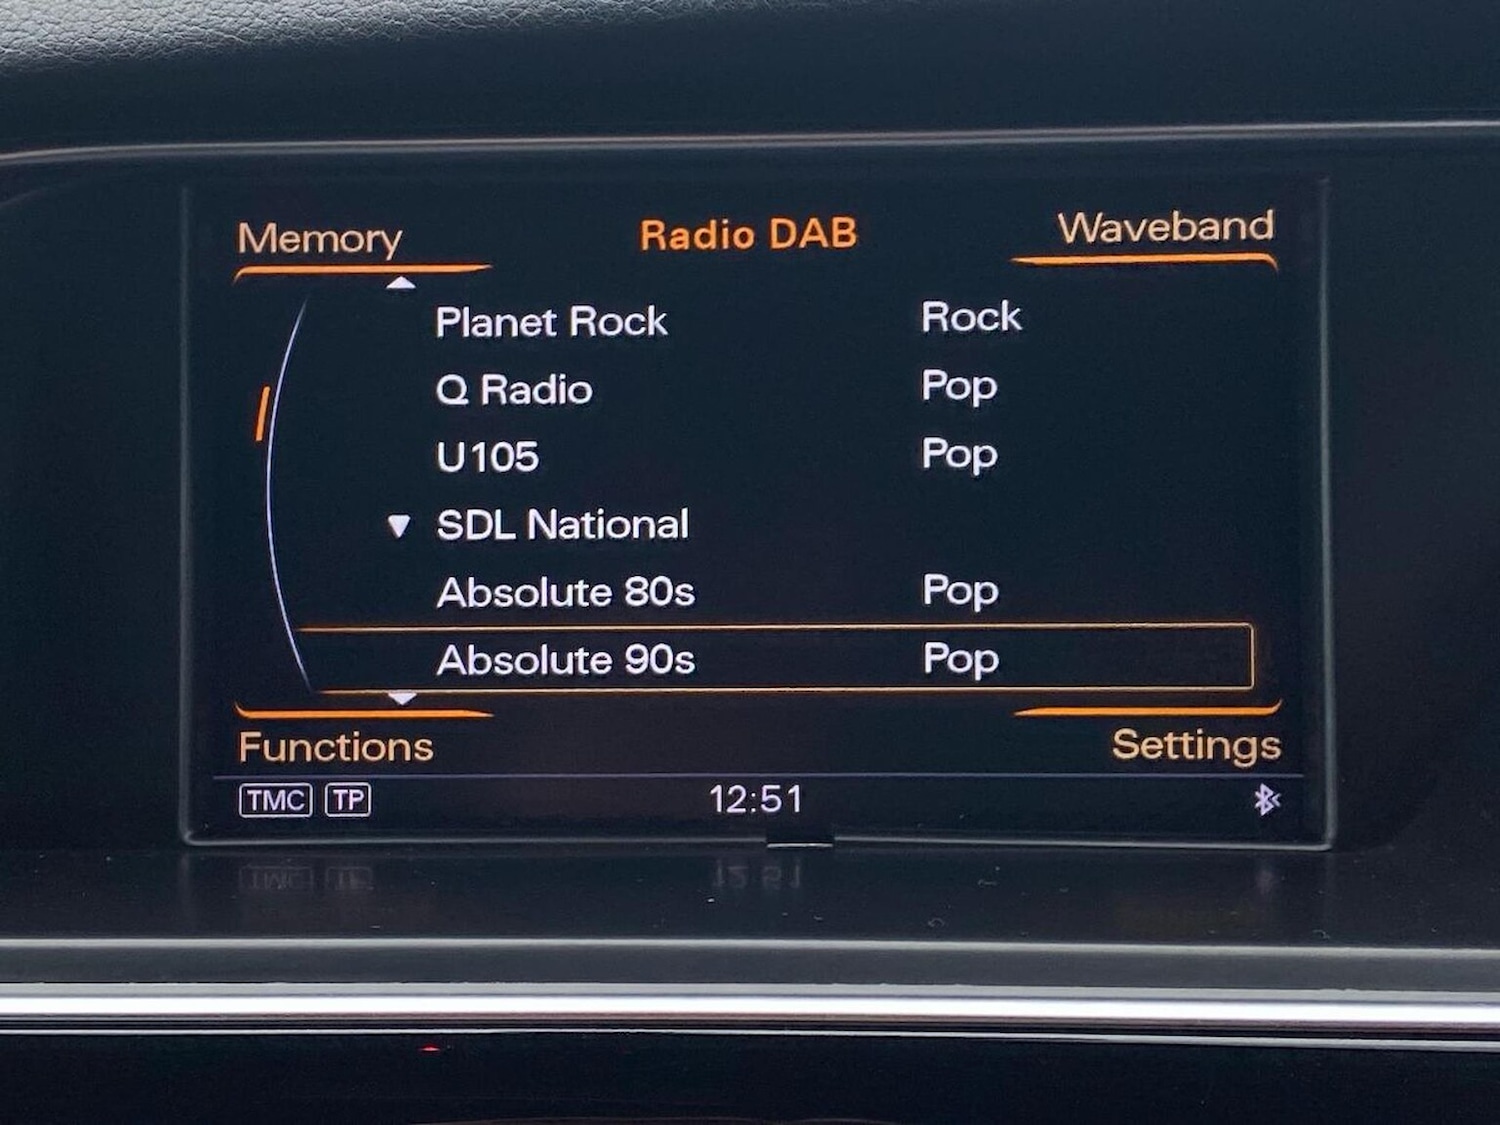 Memory Radio DAB Waveband
Planet Rock Rock
Q Radio Pop
U105 Pop
SDL National
Absolute 80s Pop
Absolute 90s Pop
Functions Settings
TMC TP 12:51